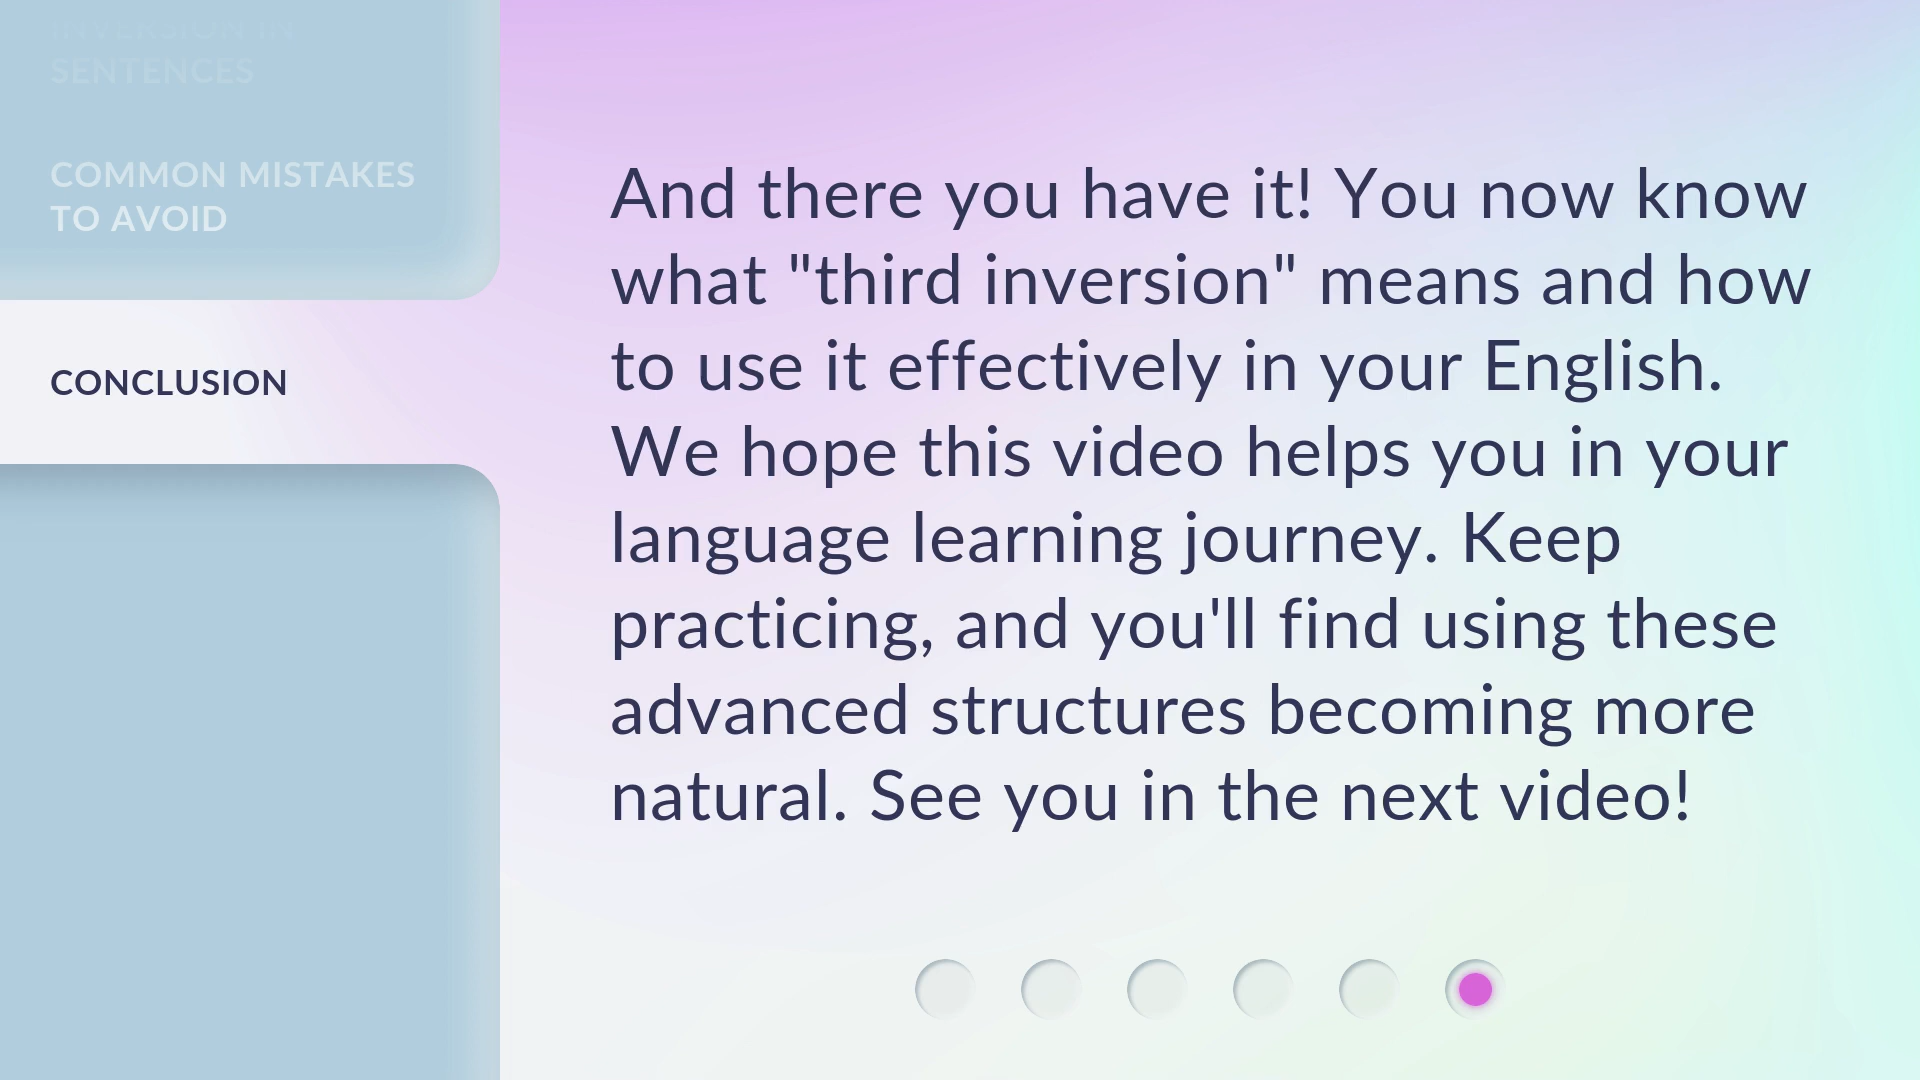 INVERSION IN
SENTENCES
COMMON MISTAKES
TO AVOID
CONCLUSION
And there you have it! You now know
what "third inversion" means and how
to use it effectively in your English.
We hope this video helps you in your
language learning journey. Keep
practicing, and you'll find using these
advanced structures becoming more
natural. See you in the next video!